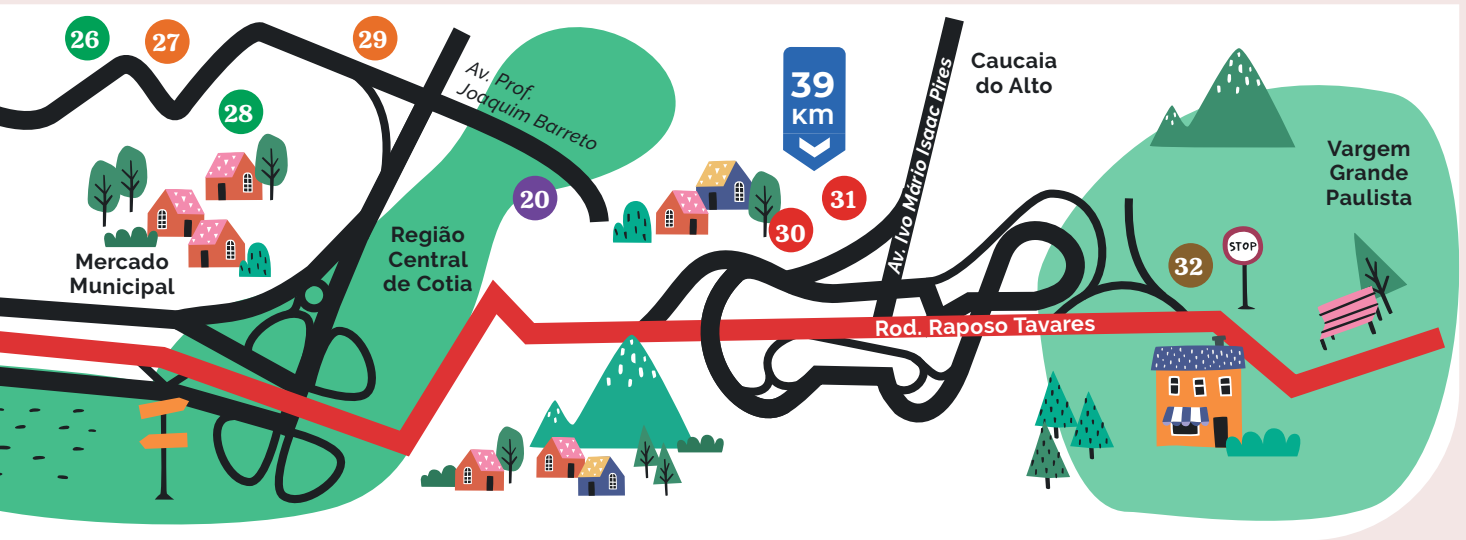 26
27
29
28
Av. Prof.
Joaquim Barreto
20
39
KM
31
30
Av. Ivo Mário Isaac Pires
Caucaia
do Alto
Vargem
Grande
Paulista
Mercado
Municipal
Região
Central
de Cotia
32
STOP
Rod. Raposo Tavares